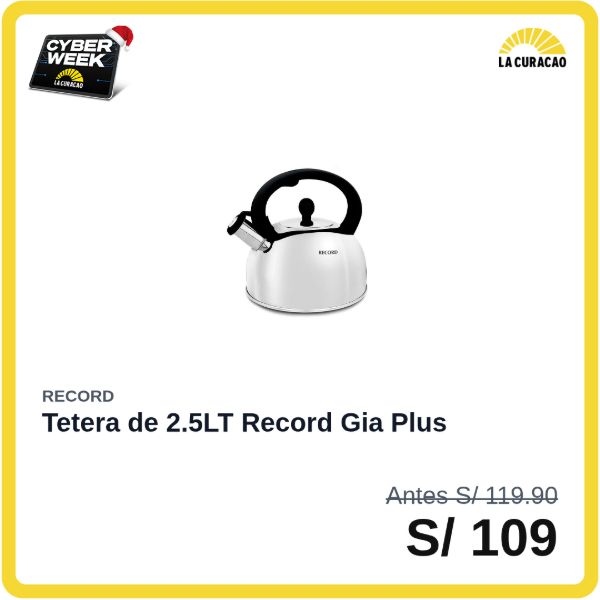 CYBER
WEEK
LA CURACAO
LA CURACAO
RECORD
RECORD
Tetera de 2.5LT Record Gia Plus
Antes S/ 119.90
S/ 109